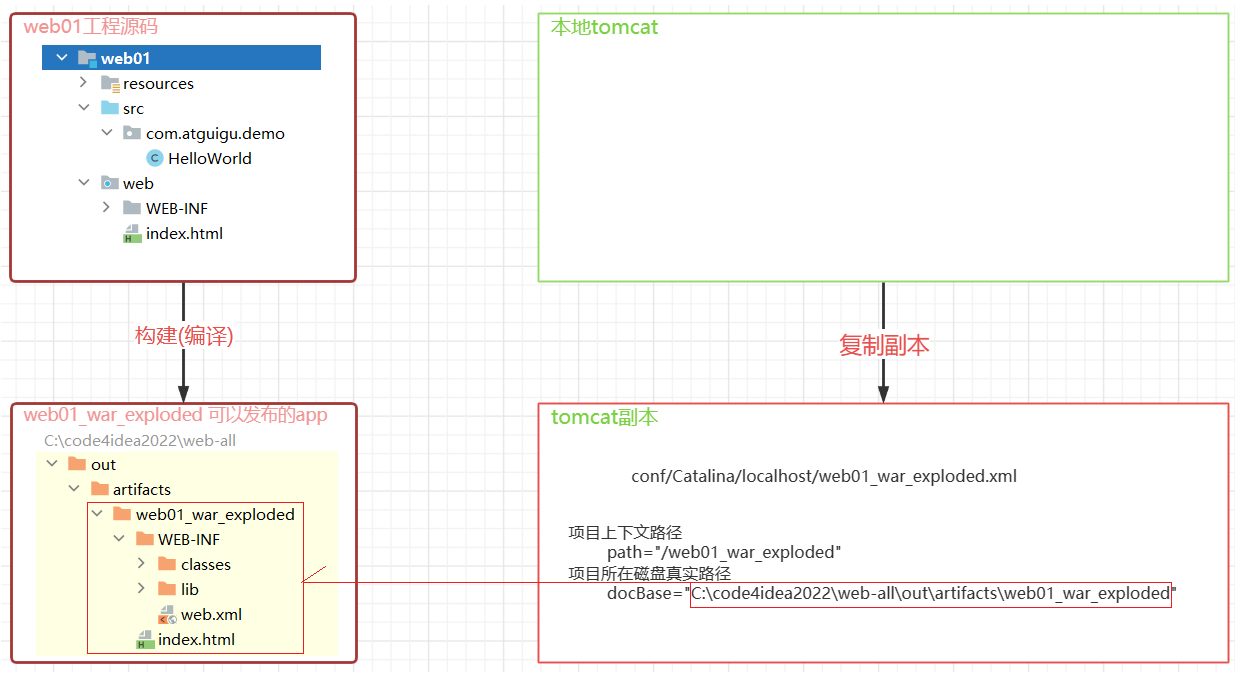 web01工程源码
web01
resources
src
com.atguigu.demo
C HelloWorld
web
WEB-INF
H index.html
本地tomcat
构建(编译)
复制副本
web01_war_exploded 可以发布的app
C:\code4idea2022\web-all
out
artifacts
web01_war_exploded
WEB-INF
classes
lib
web.xml
H index.html
tomcat副本
conf/Catalina/localhost/web01_war_exploded.xml
项目上下文路径
path="/web01_war_exploded"
项目所在磁盘真实路径
docBase="C:\code4idea2022\web-all\out\artifacts\web01_war_exploded"